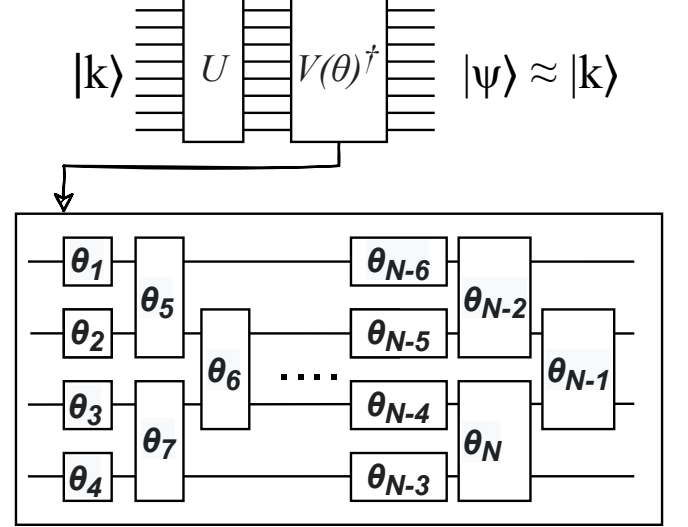 |k⟩ U V(θ)† |ψ⟩ ≈ |k⟩
θ1 θ5 θN-6 θN-2
θ2 θ6 θN-5 θN-1
θ3 θ7 .... θN-4 θN
θ4 θN-3